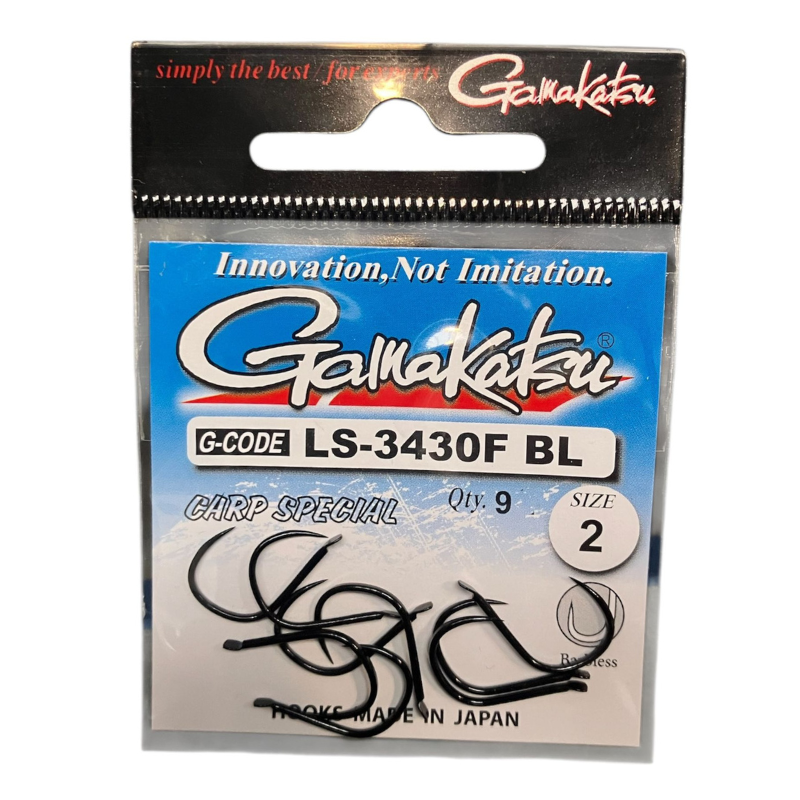 simply the best / for experts
Gamakatsu
Innovation, Not Imitation.
Gamakatsu ®
G-CODE LS-3430F BL
CARP SPECIAL
Qty. 9
SIZE
2
Barbless
HOOKS MADE IN JAPAN